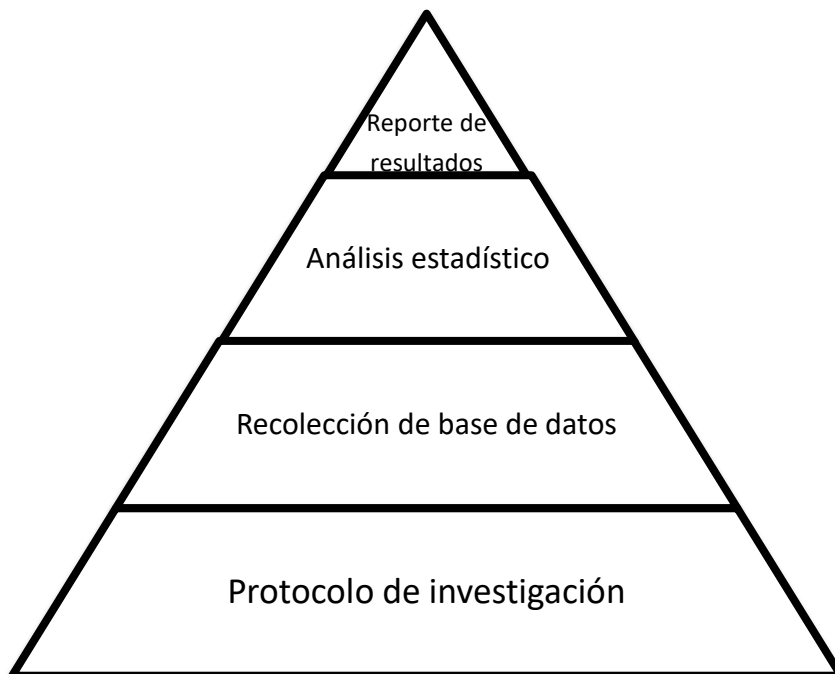 Reporte de
resultados
Análisis estadístico
Recolección de base de datos
Protocolo de investigación